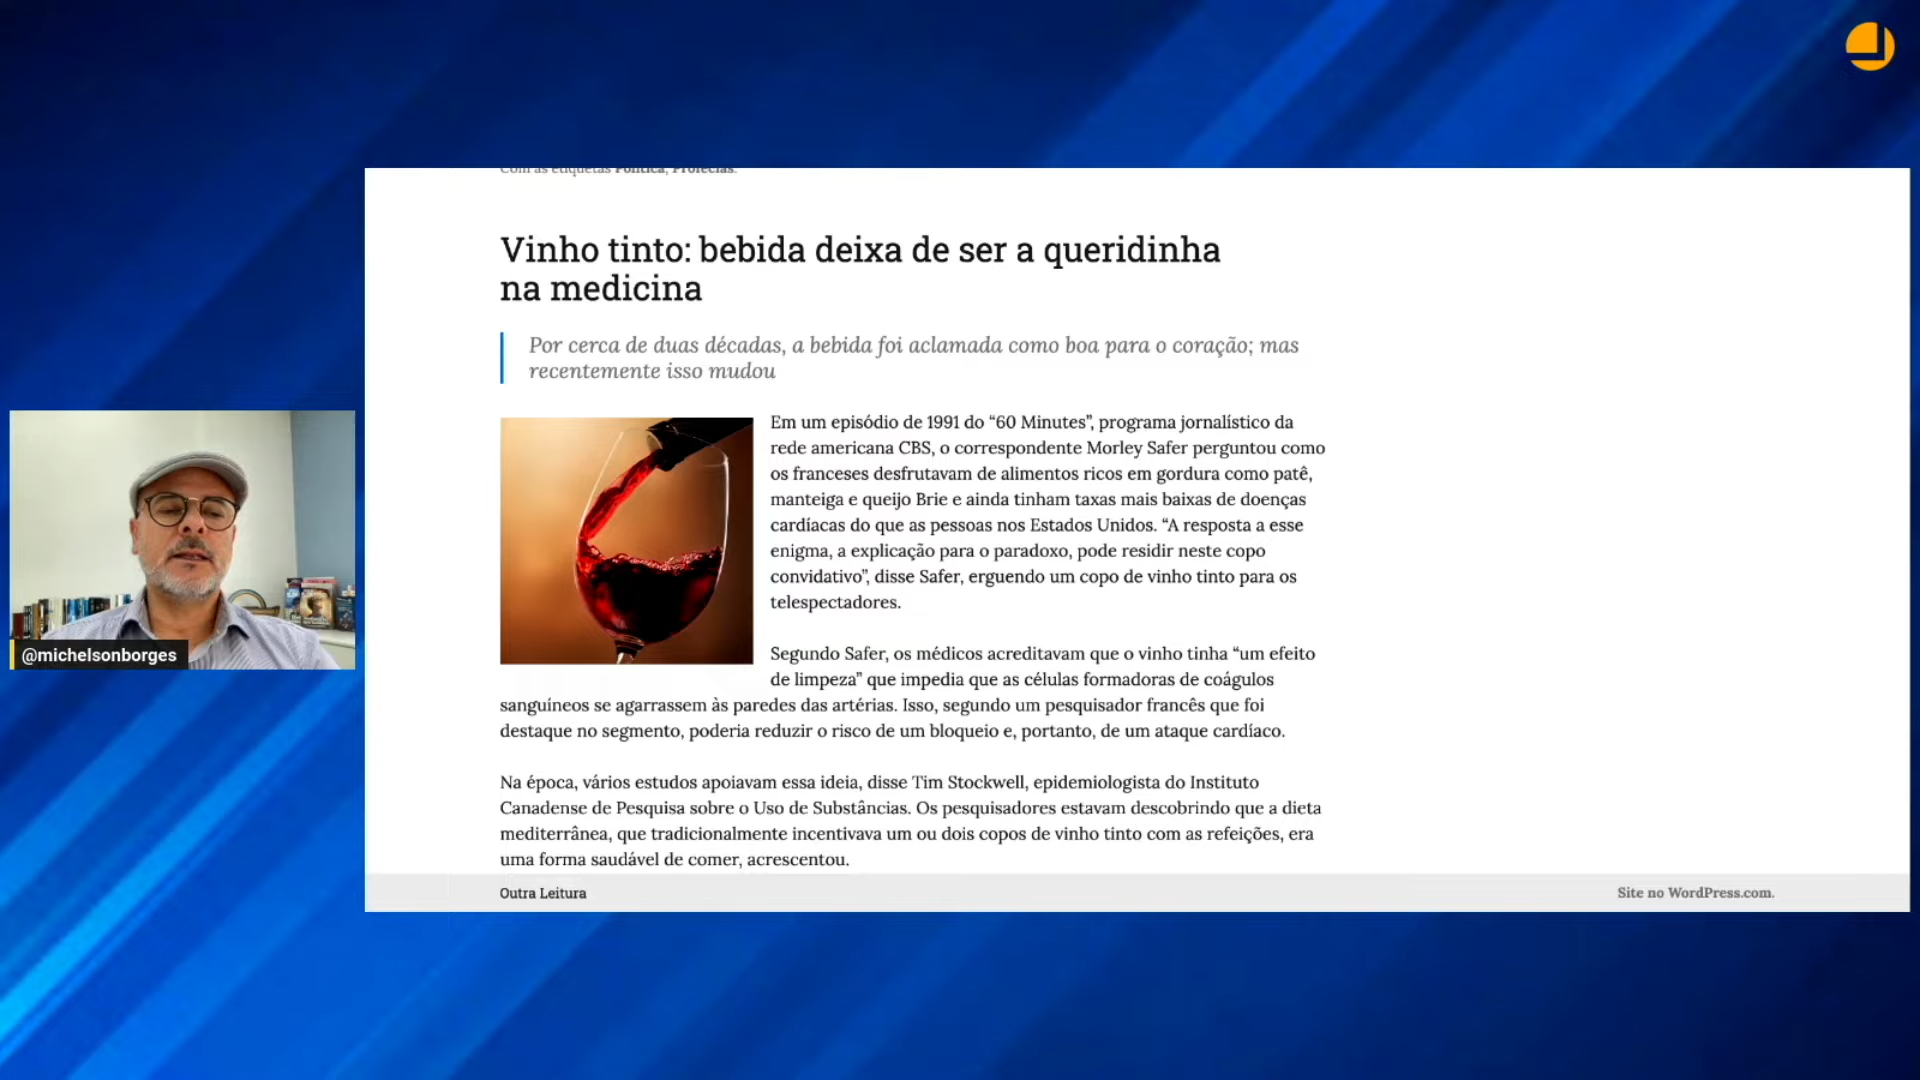 Com as etiquetas Política, Profecias.
Vinho tinto: bebida deixa de ser a queridinha
na medicina
Por cerca de duas décadas, a bebida foi aclamada como boa para o coração; mas
recentemente isso mudou
Em um episódio de 1991 do “60 Minutes”, programa jornalístico da
rede americana CBS, o correspondente Morley Safer perguntou como
os franceses desfrutavam de alimentos ricos em gordura como patê,
manteiga e queijo Brie e ainda tinham taxas mais baixas de doenças
cardíacas do que as pessoas nos Estados Unidos. “A resposta a esse
enigma, a explicação para o paradoxo, pode residir neste copo
convidativo”, disse Safer, erguendo um copo de vinho tinto para os
telespectadores.
Segundo Safer, os médicos acreditavam que o vinho tinha “um efeito
de limpeza” que impedia que as células formadoras de coágulos
sanguíneos se agarrassem às paredes das artérias. Isso, segundo um pesquisador francês que foi
destaque no segmento, poderia reduzir o risco de um bloqueio e, portanto, de um ataque cardíaco.
Na época, vários estudos apoiavam essa ideia, disse Tim Stockwell, epidemiologista do Instituto
Canadense de Pesquisa sobre o Uso de Substâncias. Os pesquisadores estavam descobrindo que a dieta
mediterrânea, que tradicionalmente incentivava um ou dois copos de vinho tinto com as refeições, era
uma forma saudável de comer, acrescentou.
Outra Leitura
Site no WordPress.com.
@michelsonborges